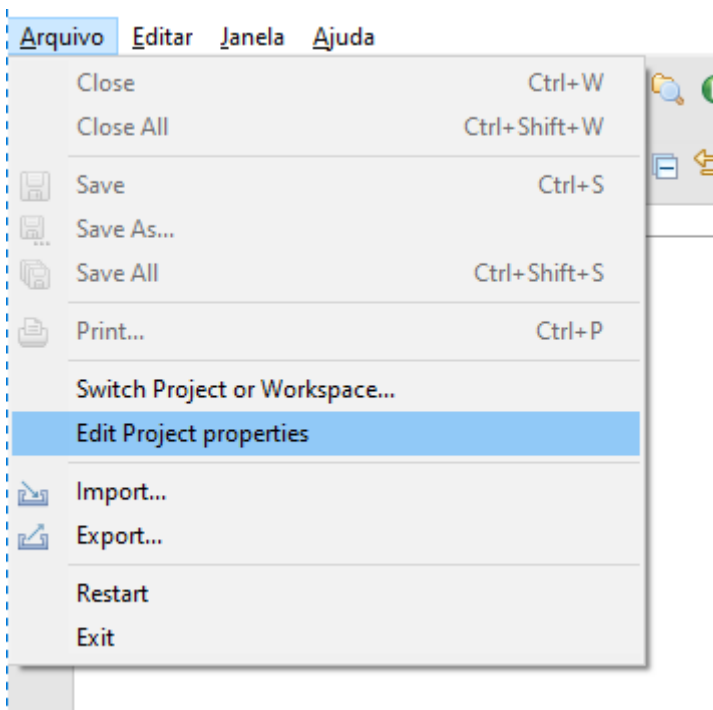 Arquivo Editar Janela Ajuda
Close Ctrl+W
Close All Ctrl+Shift+W
Save Ctrl+S
Save As...
Save All Ctrl+Shift+S
Print... Ctrl+P
Switch Project or Workspace...
Edit Project properties
Import...
Export...
Restart
Exit